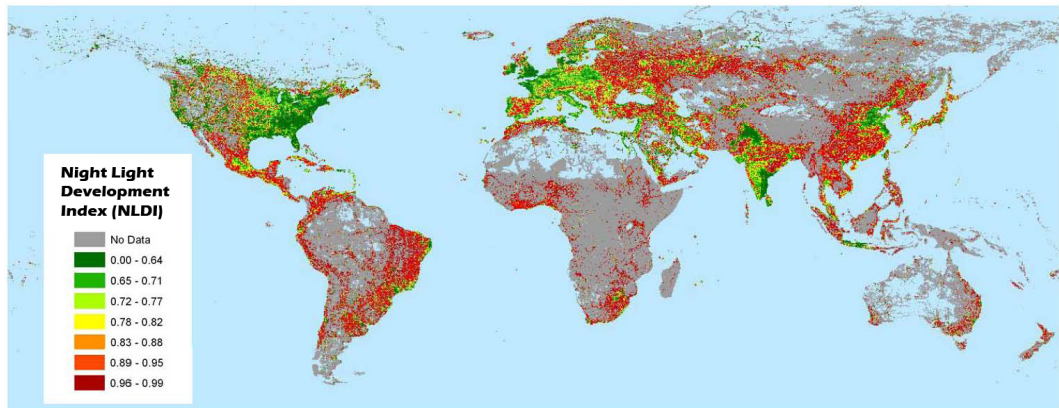 Night Light
Development
Index (NLDI)
No Data
0.00 - 0.64
0.65 - 0.71
0.72 - 0.77
0.78 - 0.82
0.83 - 0.88
0.89 - 0.95
0.96 - 0.99